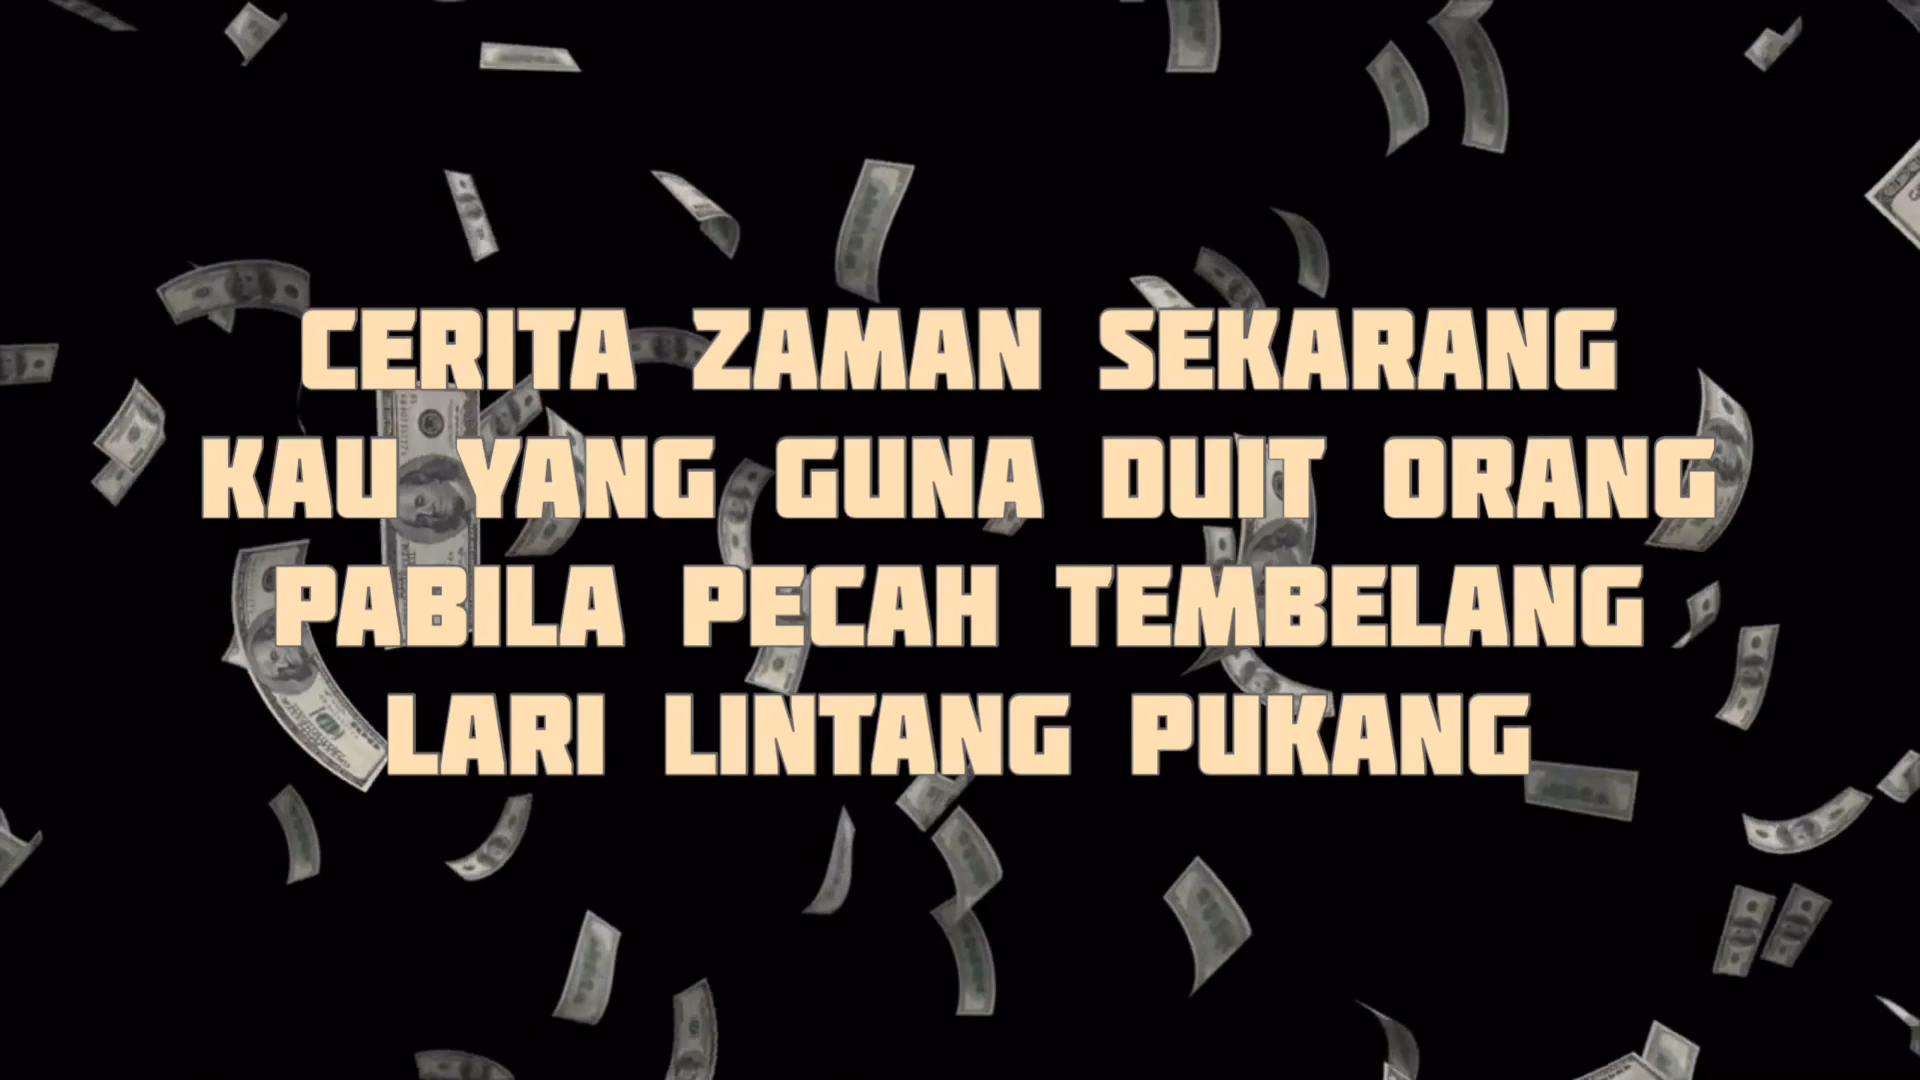 CERITA ZAMAN SEKARANG
KAU YANG GUNA DUIT ORANG
PABILA PECAH TEMBELANG
LARI LINTANG PUKANG